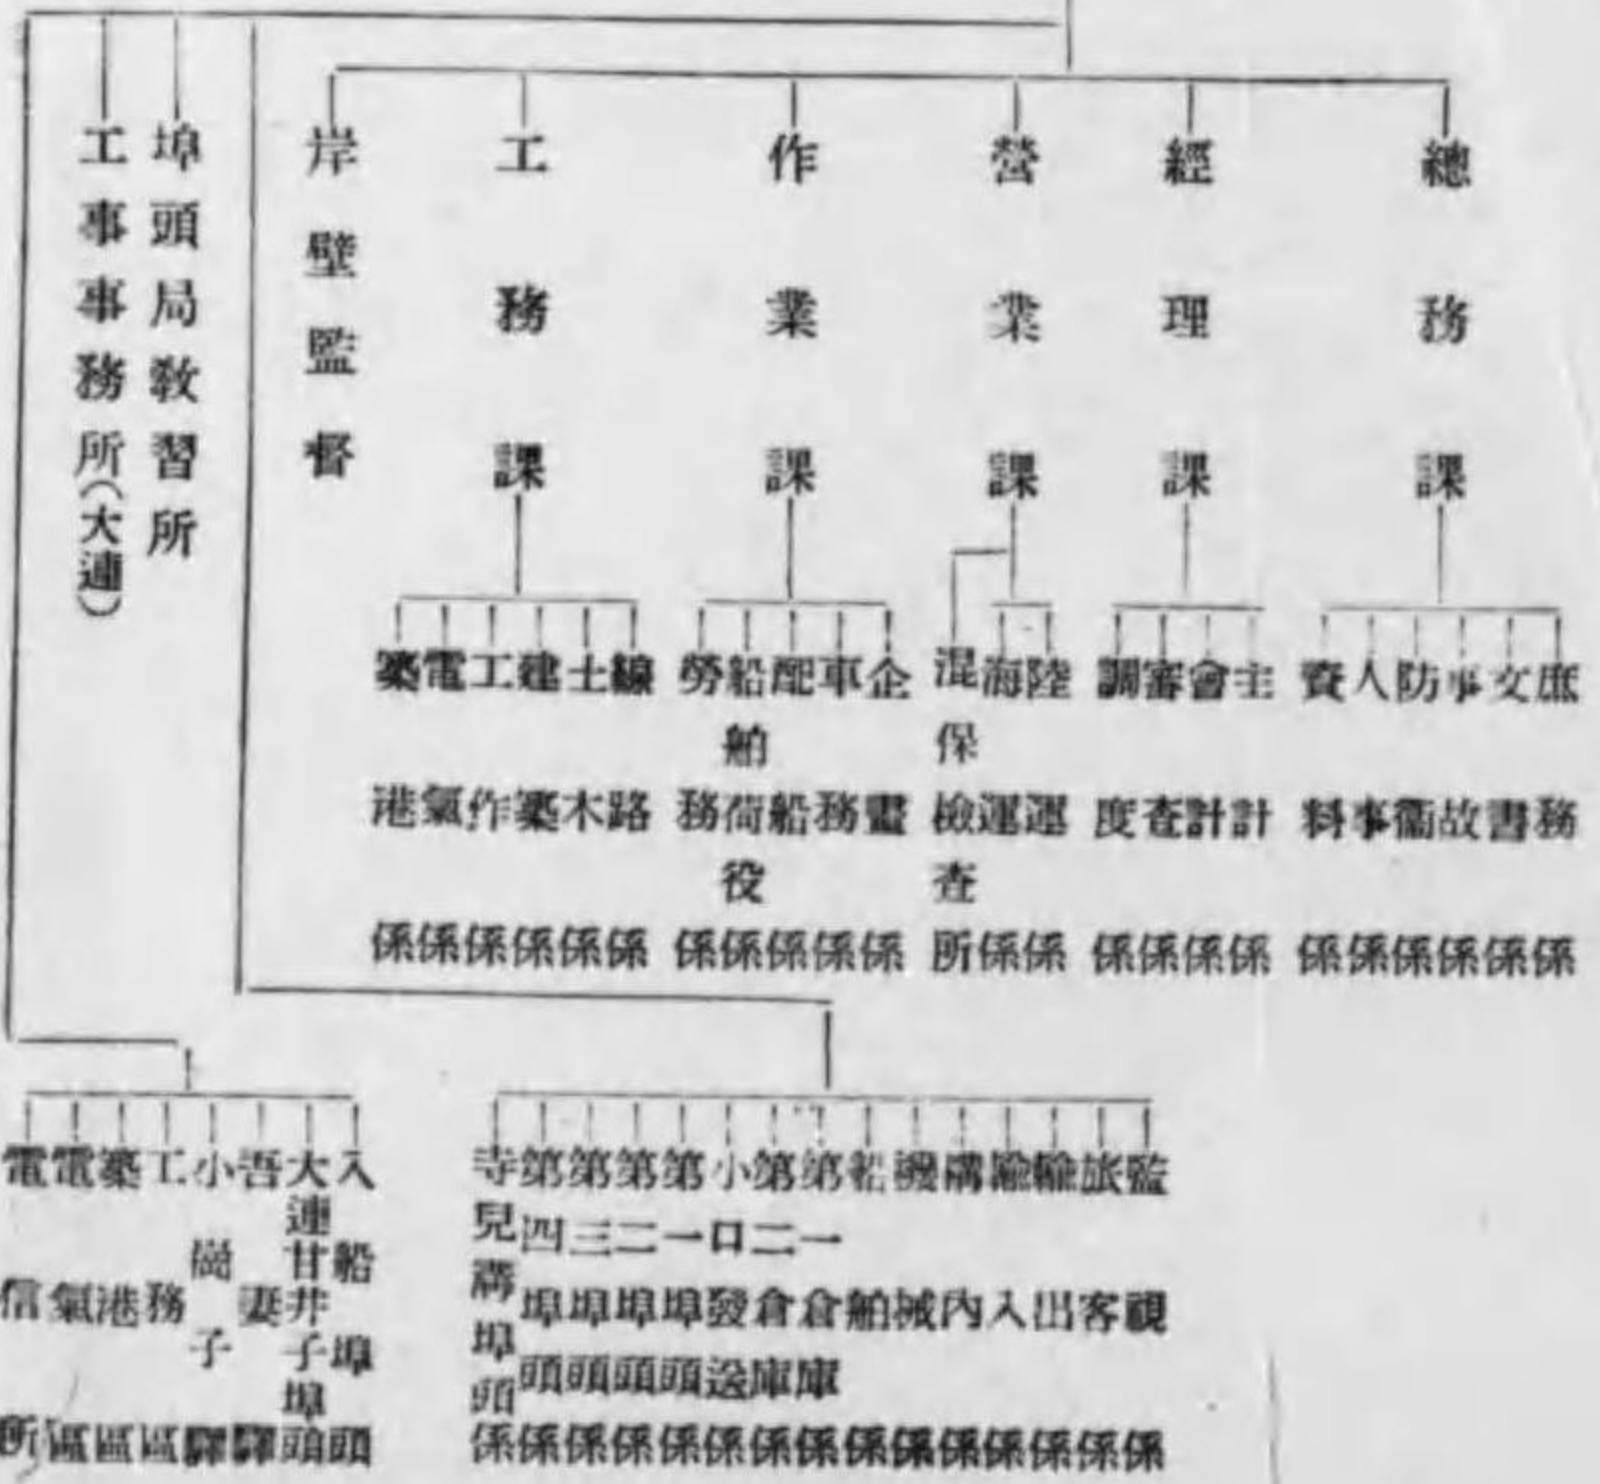 總務課
庶務係
文書係
事故係
防衞係
人事係
資料係
經理課
主計係
會計係
審查係
調度係
營業課
陸運係
海運係
混保檢查所
作業課
企畫係
車務係
配船係
船舶荷役係
勞務係
工務課
線路係
土木係
建築係
工作係
電氣係
築港係
岸壁監督
監視係
旅客係
輸出係
輸入係
構內係
機械係
船舶係
第一倉庫係
第二倉庫係
小口發送係
第一埠頭係
第二埠頭係
第三埠頭係
第四埠頭係
寺兒溝埠頭係
埠頭局敎習所
工事事務所(大連)
入船埠頭
大連甘井子埠頭
吾妻
小崗子
工務區
築港區
電氣區
電信所